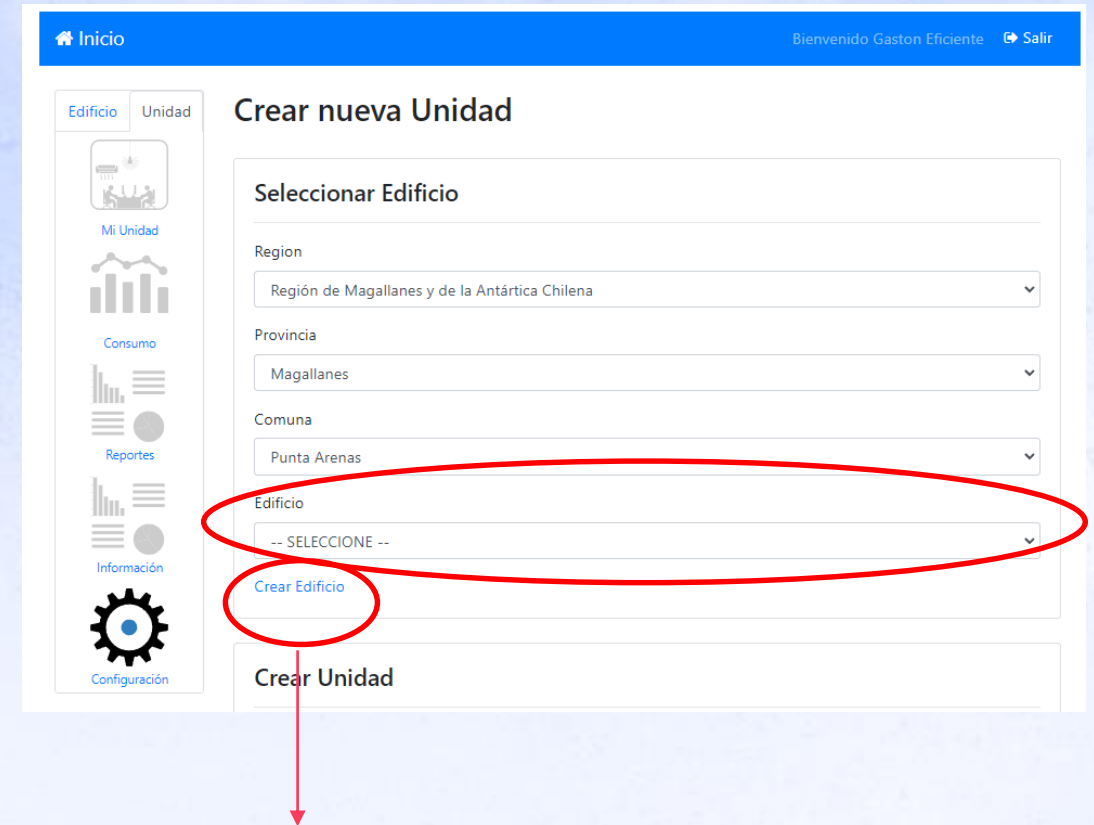 Inicio
Bienvenido Gaston Eficiente
Salir
Edificio
Unidad
Mi Unidad
Consumo
Reportes
Información
Configuración
Crear nueva Unidad
Seleccionar Edificio
Region
Región de Magallanes y de la Antártica Chilena
Provincia
Magallanes
Comuna
Punta Arenas
Edificio
-- SELECCIONE --
Crear Edificio
Crear Unidad